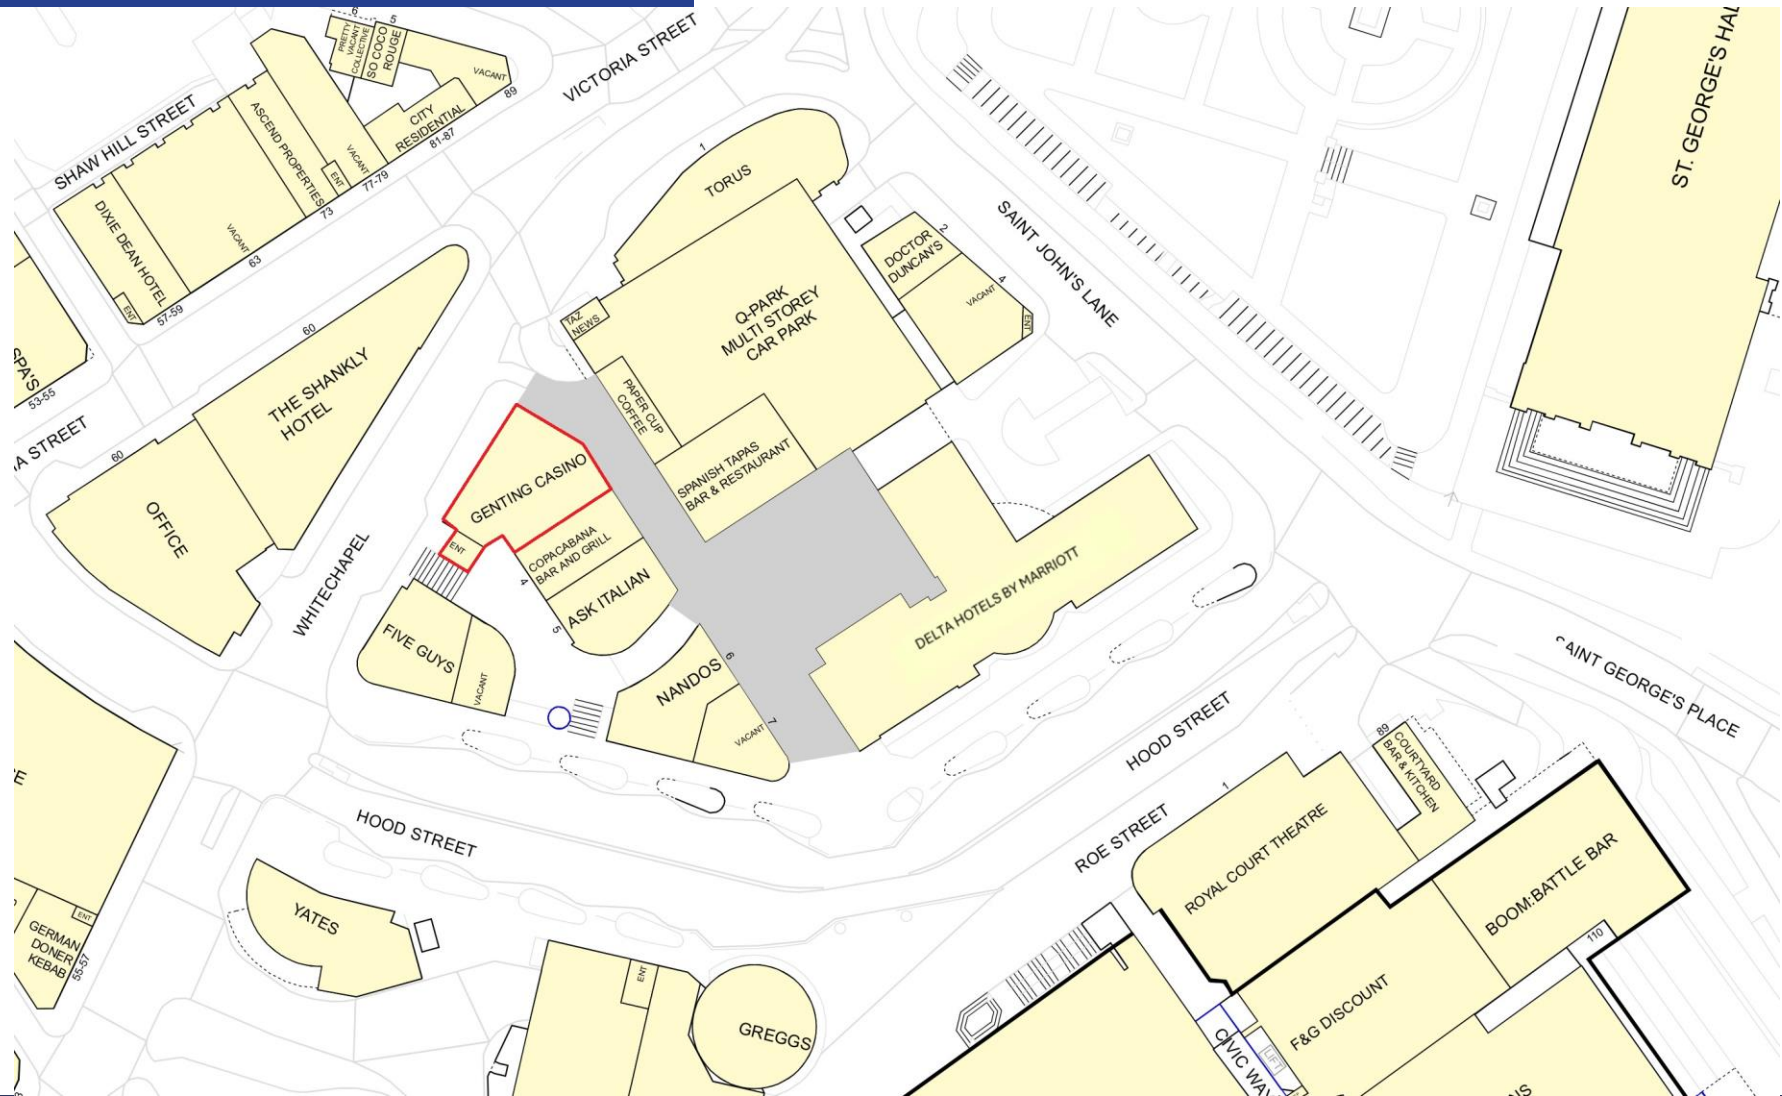 6
5
PRETTY
VACANT
COLLECTIVE
SO COCO
ROUGE
VACANT
89
CITY
RESIDENTIAL
81-87
VICTORIA STREET
SHAW HILL STREET
ASCEND PROPERTIES
VACANT
ENT
77-79
73
DIXIE DEAN HOTEL
VACANT
63
ENT
57-59
ST. GEORGE'S HAL
1
TORUS
SAINT JOHN'S LANE
2
DOCTOR
DUNCAN'S
4
VACANT
ENT
Q-PARK
MULTI STOREY
CAR PARK
TAZ
NEWS
PAPER CUP
COFFEE
SPANISH TAPAS
BAR & RESTAURANT
60
THE SHANKLY
HOTEL
SPA'S
53-55
IA STREET
60
OFFICE
WHITECHAPEL
GENTING CASINO
ENT
COPACABANA
BAR AND GRILL
4
ASK ITALIAN
5
FIVE GUYS
VACANT
NANDOS
6
VACANT
7
DELTA HOTELS BY MARRIOTT
SAINT GEORGE'S PLACE
HOOD STREET
HOOD STREET
ROE STREET
89
COURTYARD
BAR & KITCHEN
1
ROYAL COURT THEATRE
BOOM:BATTLE BAR
110
F&G DISCOUNT
CIVIC WAY
LIFT
NS
E
YATES
ENT
GERMAN
DONER
KEBAB
55-57
ENT
GREGGS